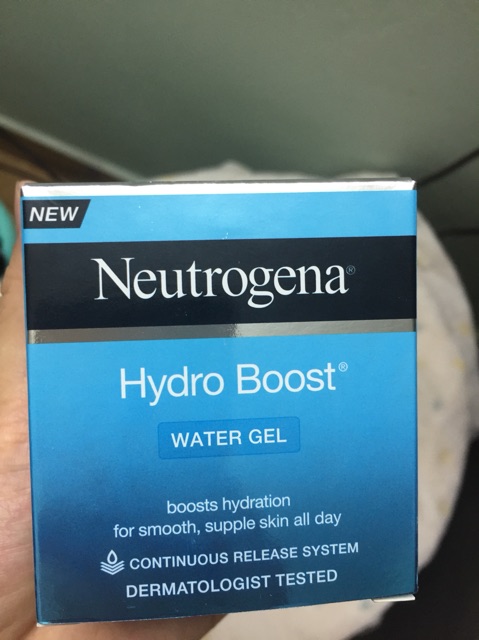 NEW
Neutrogena®
Hydro Boost®
WATER GEL
boosts hydration
for smooth, supple skin all day
CONTINUOUS RELEASE SYSTEM
DERMATOLOGIST TESTED